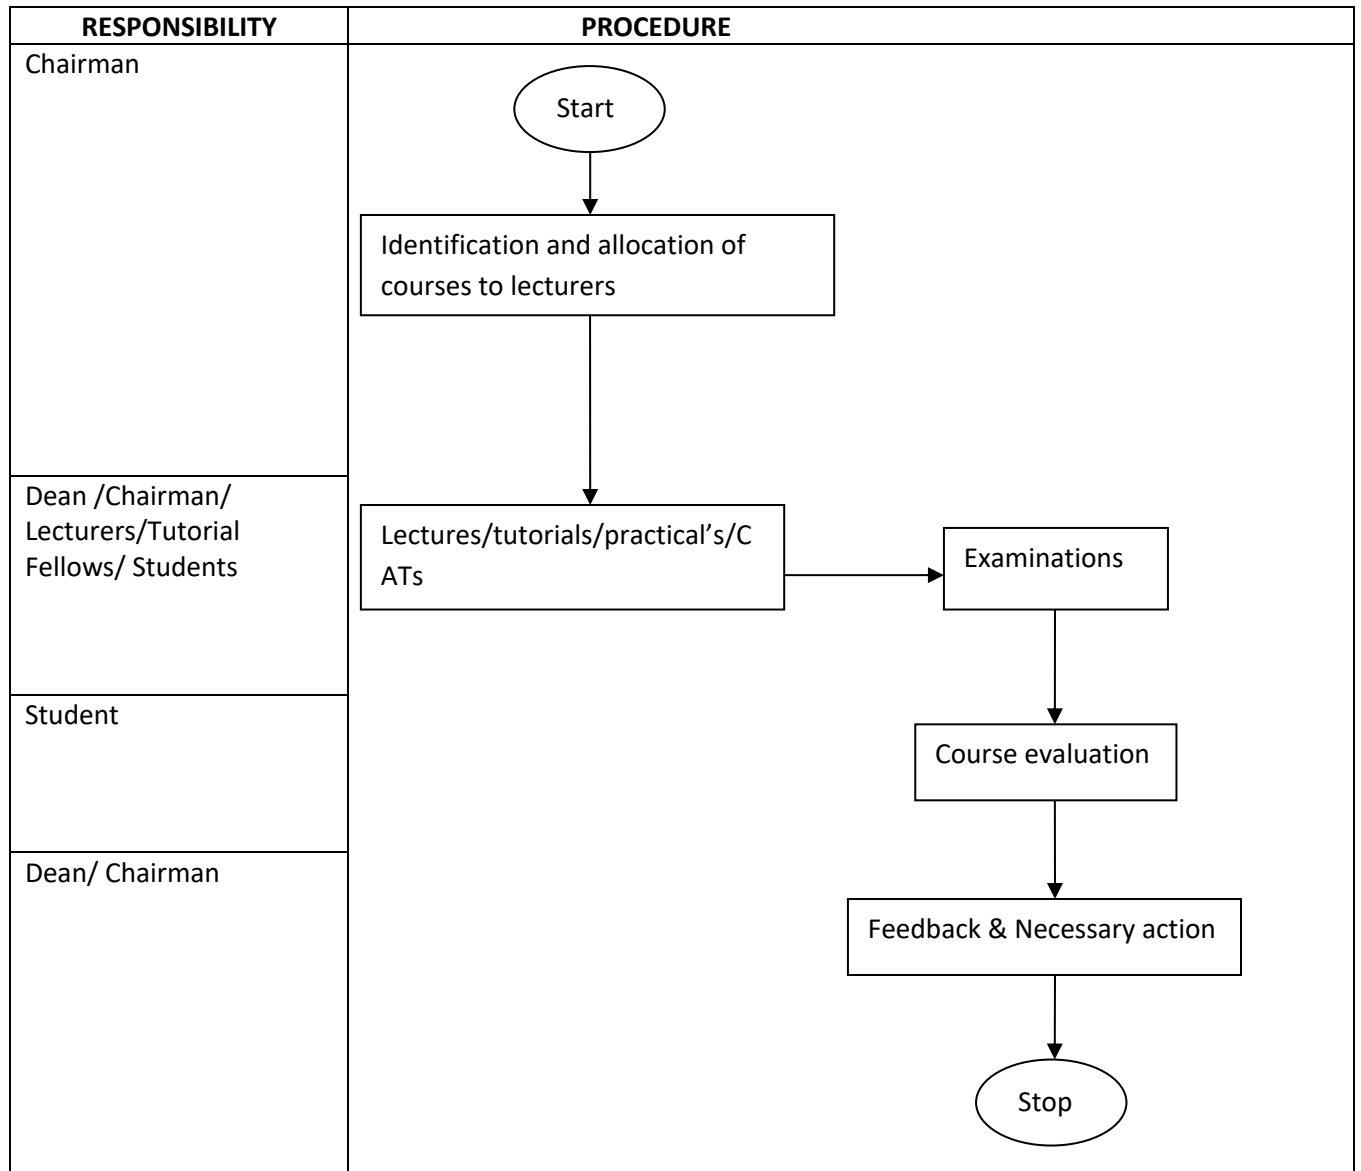 RESPONSIBILITY
PROCEDURE
Chairman
Start
Identification and allocation of
courses to lecturers
Dean /Chairman/
Lecturers/Tutorial
Fellows/ Students
Lectures/tutorials/practical’s/C
ATs
Examinations
Student
Course evaluation
Dean/ Chairman
Feedback & Necessary action
Stop